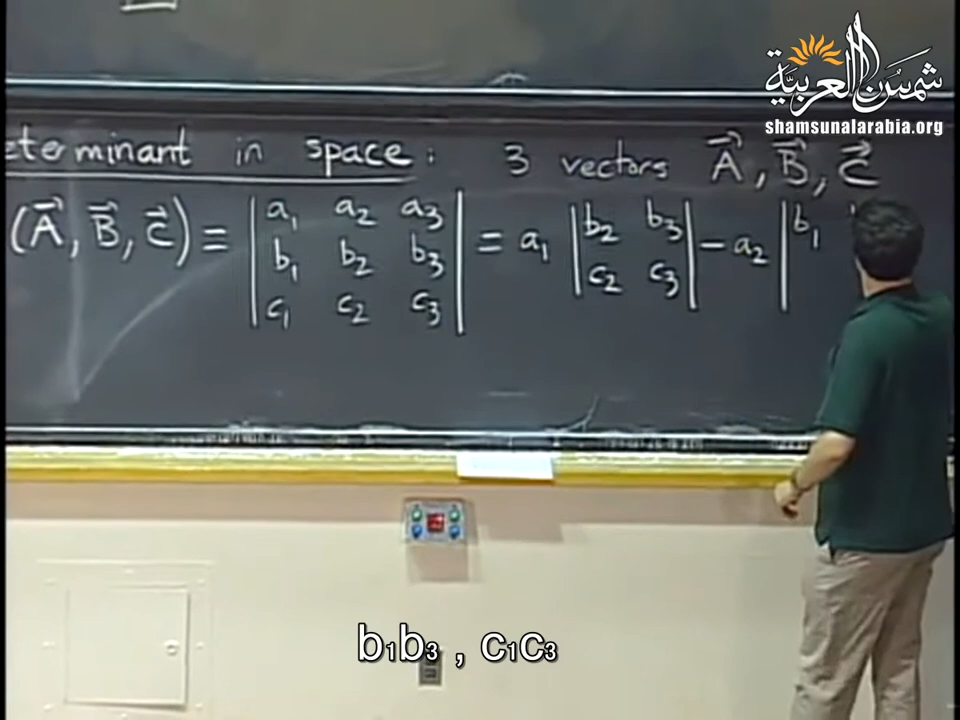 شمس العربية
shamsunalarabia.org
eterminant in space: 3 vectors A⃗, B⃗, C⃗
(A⃗, B⃗, C⃗) ≡ | a₁ a₂ a₃ | = a₁ | b₂ b₃ | − a₂ | b₁
| b₁ b₂ b₃ | | c₂ c₃ |
| c₁ c₂ c₃ |
b₁b₃ , c₁c₃